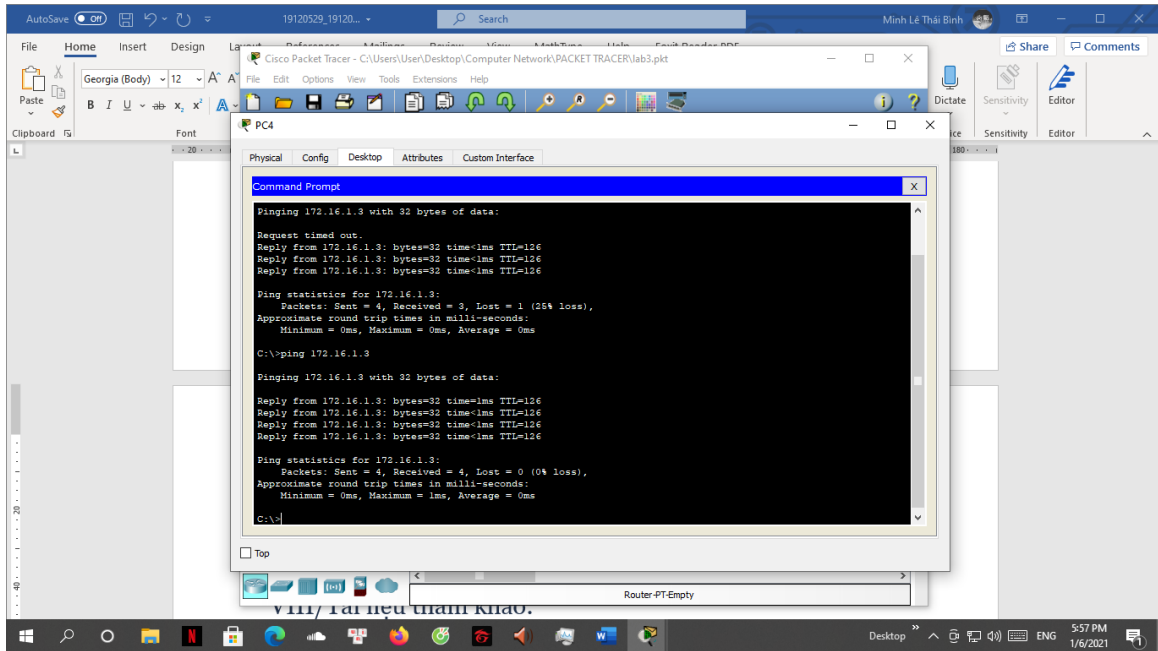 AutoSave Off 19120529_19120... Search Minh Lê Thái Bình
File Home Insert Design Share Comments
Cisco Packet Tracer - C:\Users\User\Desktop\Computer Network\PACKET TRACER\lab3.pkt
File Edit Options View Tools Extensions Help
Paste Georgia (Body) 12 Dictate Sensitivity Editor
Clipboard Font Sensitivity Editor
PC4
Physical Config Desktop Attributes Custom Interface
Command Prompt X
Pinging 172.16.1.3 with 32 bytes of data:
Request timed out.
Reply from 172.16.1.3: bytes=32 time<1ms TTL=126
Reply from 172.16.1.3: bytes=32 time<1ms TTL=126
Reply from 172.16.1.3: bytes=32 time<1ms TTL=126
Ping statistics for 172.16.1.3:
Packets: Sent = 4, Received = 3, Lost = 1 (25% loss),
Approximate round trip times in milli-seconds:
Minimum = 0ms, Maximum = 0ms, Average = 0ms
C:\>ping 172.16.1.3
Pinging 172.16.1.3 with 32 bytes of data:
Reply from 172.16.1.3: bytes=32 time=1ms TTL=126
Reply from 172.16.1.3: bytes=32 time<1ms TTL=126
Reply from 172.16.1.3: bytes=32 time<1ms TTL=126
Reply from 172.16.1.3: bytes=32 time<1ms TTL=126
Ping statistics for 172.16.1.3:
Packets: Sent = 4, Received = 4, Lost = 0 (0% loss),
Approximate round trip times in milli-seconds:
Minimum = 0ms, Maximum = 1ms, Average = 0ms
C:\>
Top
Router-PT-Empty
VIII/Tài liệu tham khảo:
Desktop ENG 5:57 PM
1/6/2021